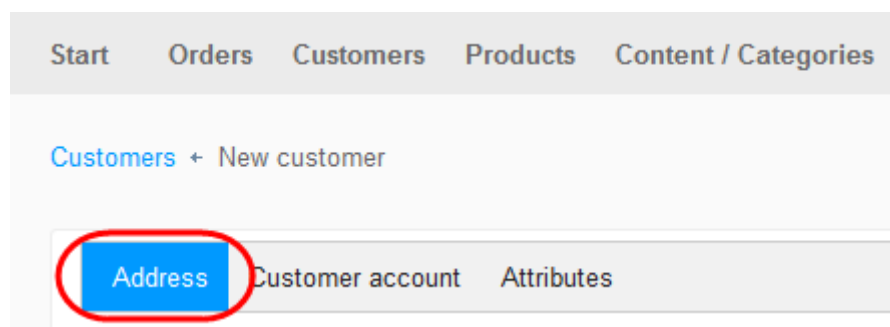 Start Orders Customers Products Content / Categories
Customers ← New customer
Address Customer account Attributes